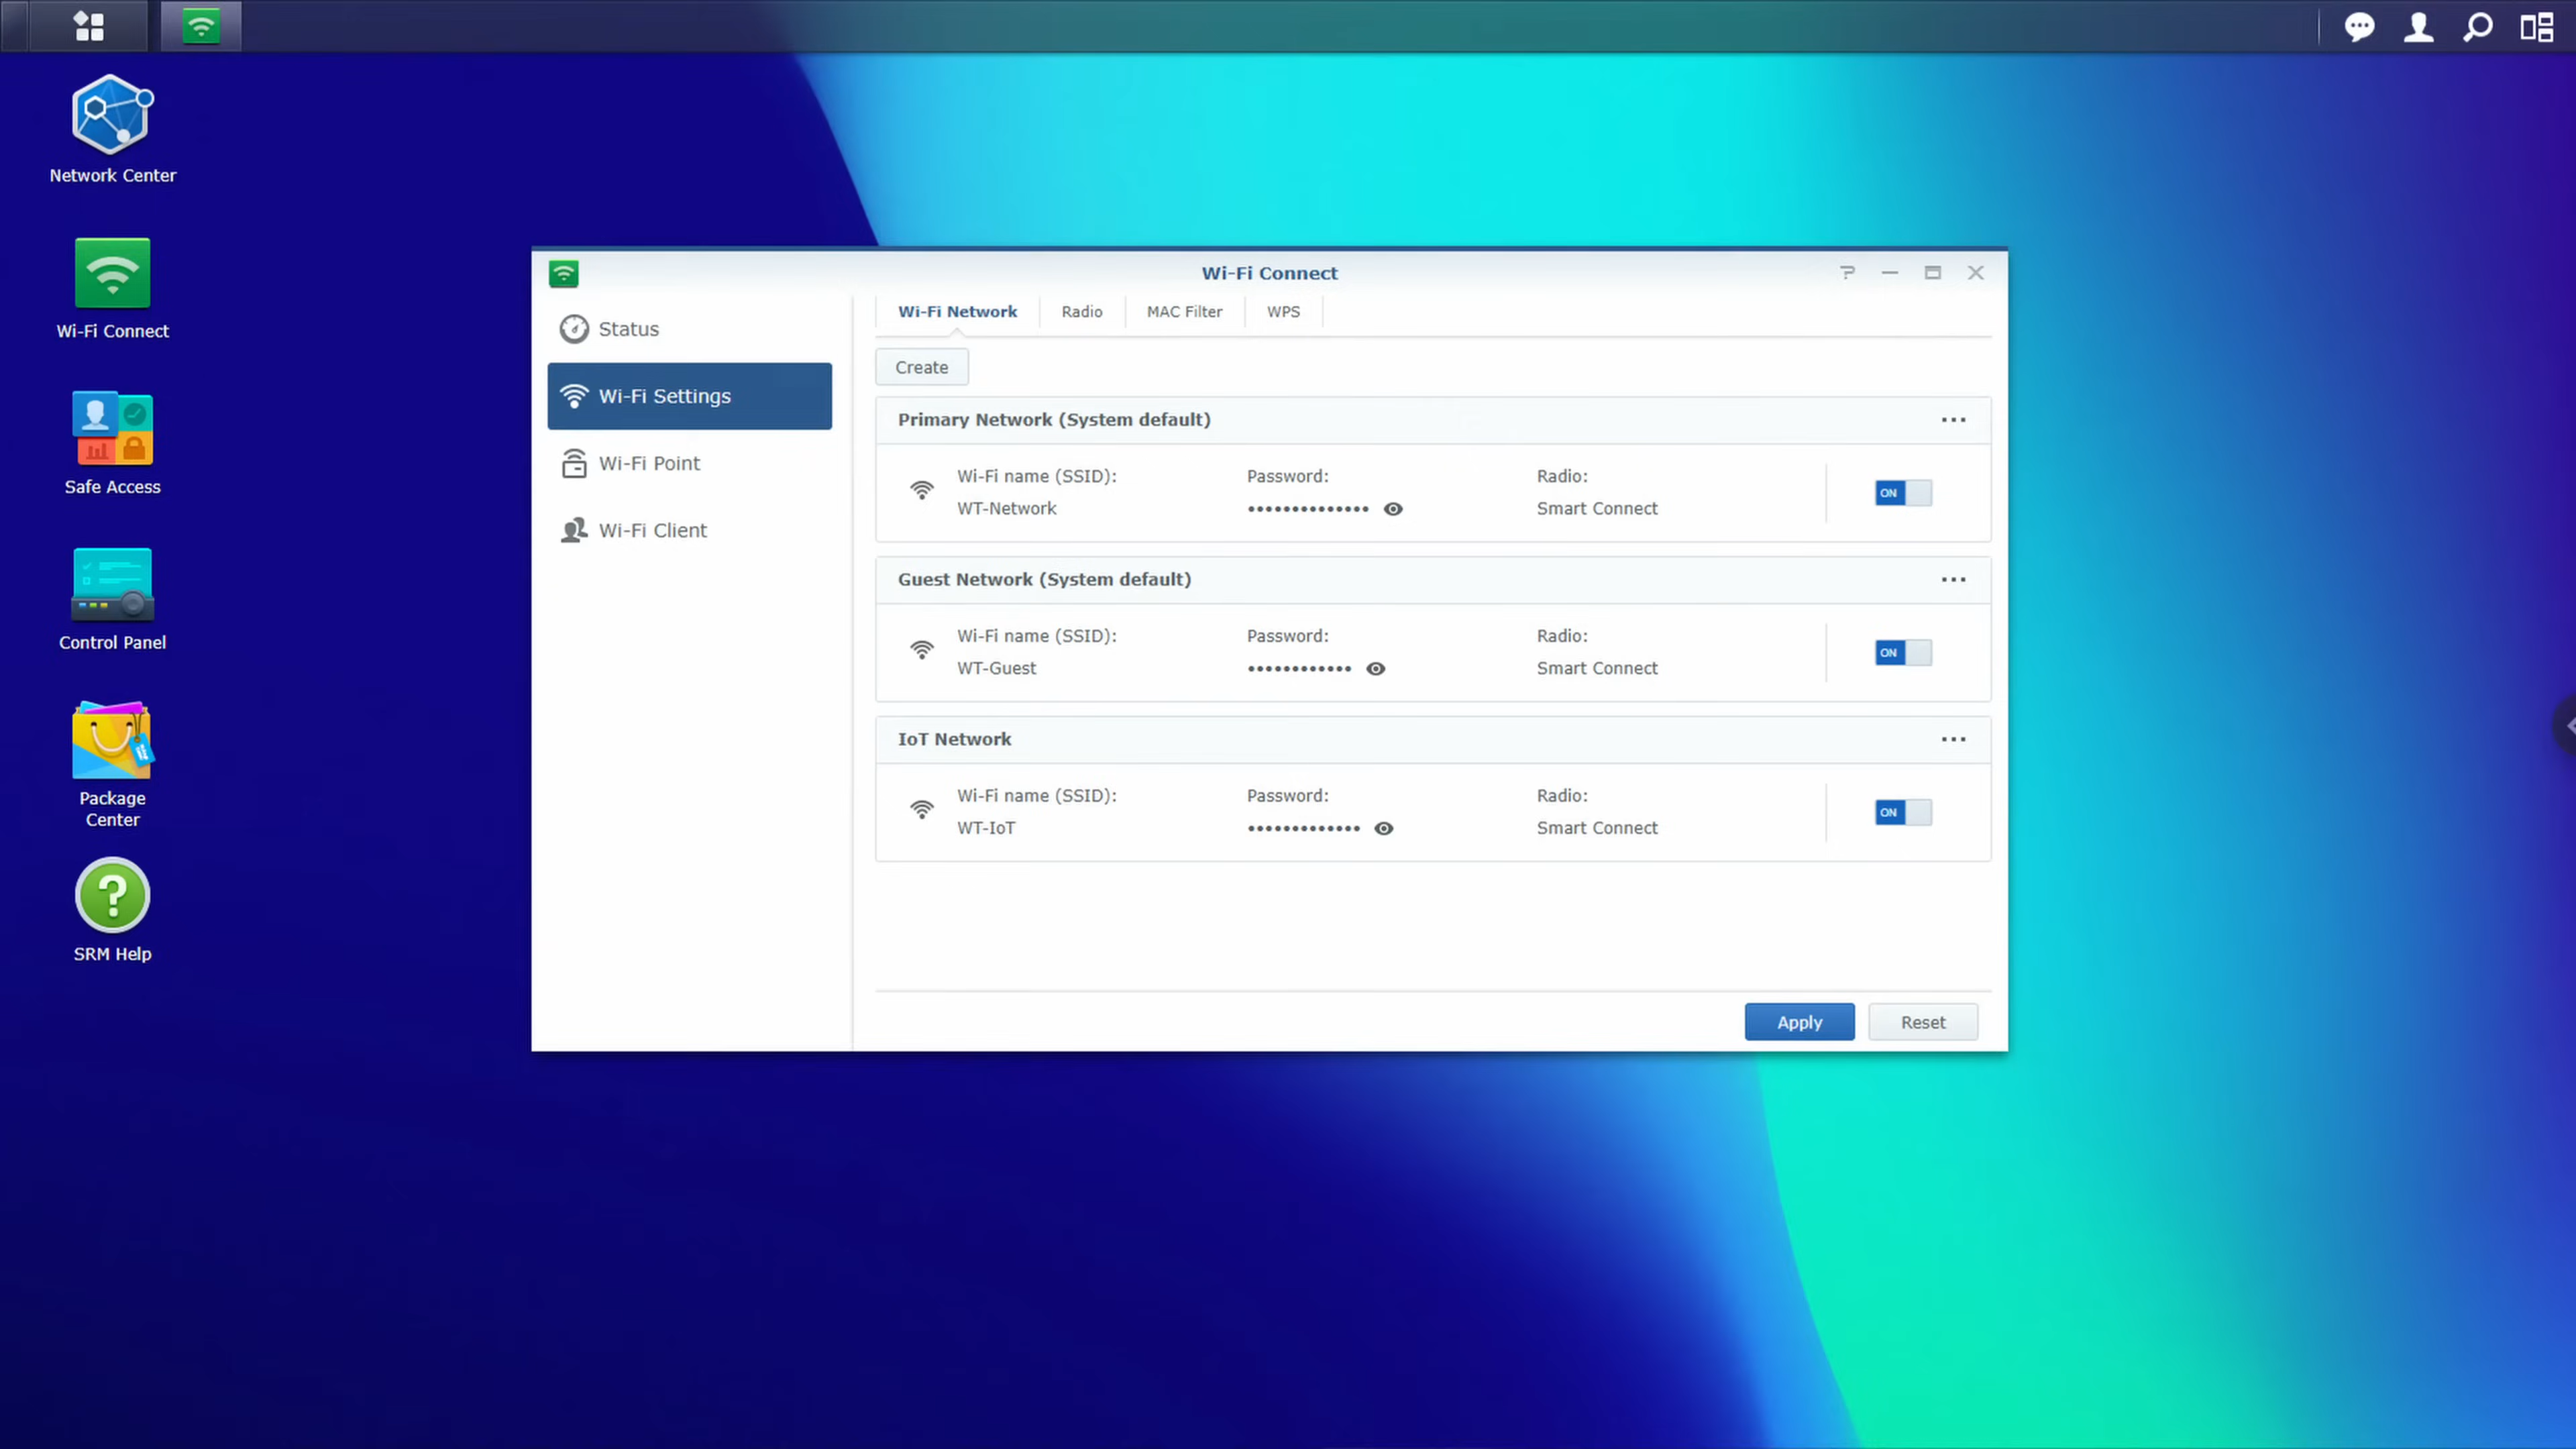 Network Center
Wi-Fi Connect
Safe Access
Control Panel
Package
Center
SRM Help
Wi-Fi Connect
Status
Wi-Fi Settings
Wi-Fi Point
Wi-Fi Client
Wi-Fi Network Radio MAC Filter WPS
Create
Primary Network (System default)
Wi-Fi name (SSID): Password: Radio:
WT-Network •••••••••••••• Smart Connect
ON
Guest Network (System default)
Wi-Fi name (SSID): Password: Radio:
WT-Guest •••••••••••• Smart Connect
ON
IoT Network
Wi-Fi name (SSID): Password: Radio:
WT-IoT ••••••••••••• Smart Connect
ON
Apply Reset